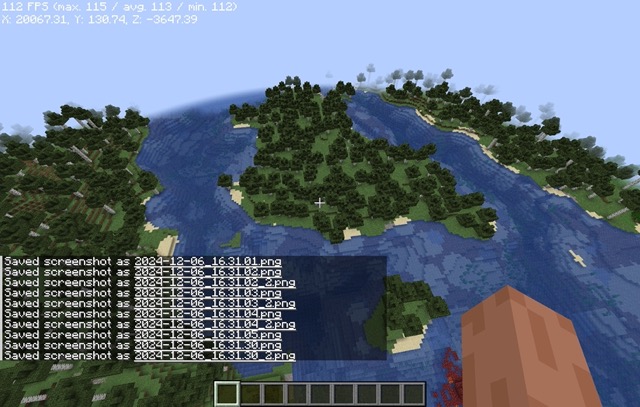 112 FPS (max. 115 / avg. 113 / min. 112)
X: 20067.31, Y: 130.74, Z: -3647.39
Saved screenshot as 2024-12-06_16.31.01.png
Saved screenshot as 2024-12-06_16.31.02.png
Saved screenshot as 2024-12-06_16.31.02_2.png
Saved screenshot as 2024-12-06_16.31.03.png
Saved screenshot as 2024-12-06_16.31.03_2.png
Saved screenshot as 2024-12-06_16.31.04.png
Saved screenshot as 2024-12-06_16.31.04_2.png
Saved screenshot as 2024-12-06_16.31.05.png
Saved screenshot as 2024-12-06_16.31.30.png
Saved screenshot as 2024-12-06_16.31.30_2.png